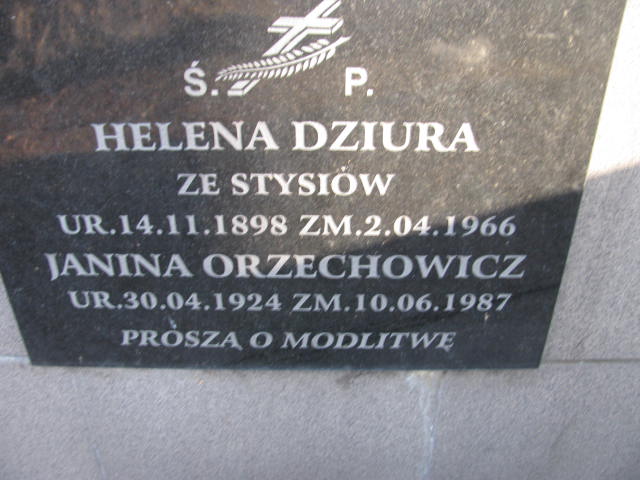 Ś. P.
HELENA DZIURA
ZE STYSIÓW
UR.14.11.1898 ZM.2.04.1966
JANINA ORZECHOWICZ
UR.30.04.1924 ZM.10.06.1987
PROSZĄ O MODLITWĘ